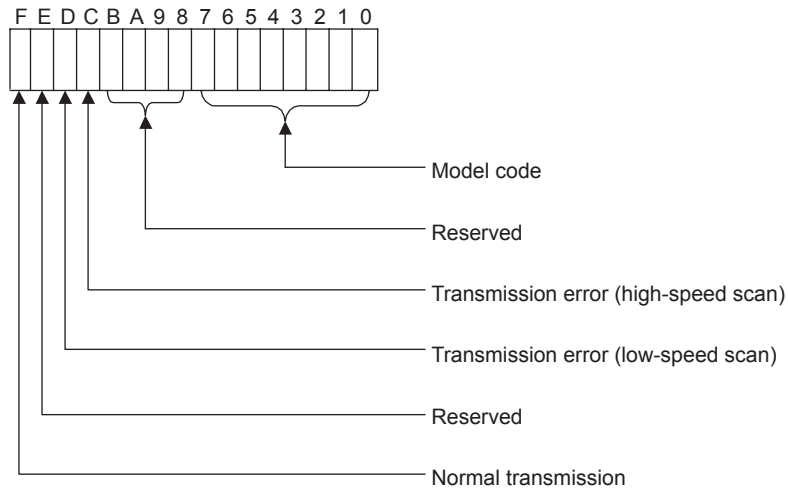 F E D C B A 9 8 7 6 5 4 3 2 1 0
Model code
Reserved
Transmission error (high-speed scan)
Transmission error (low-speed scan)
Reserved
Normal transmission